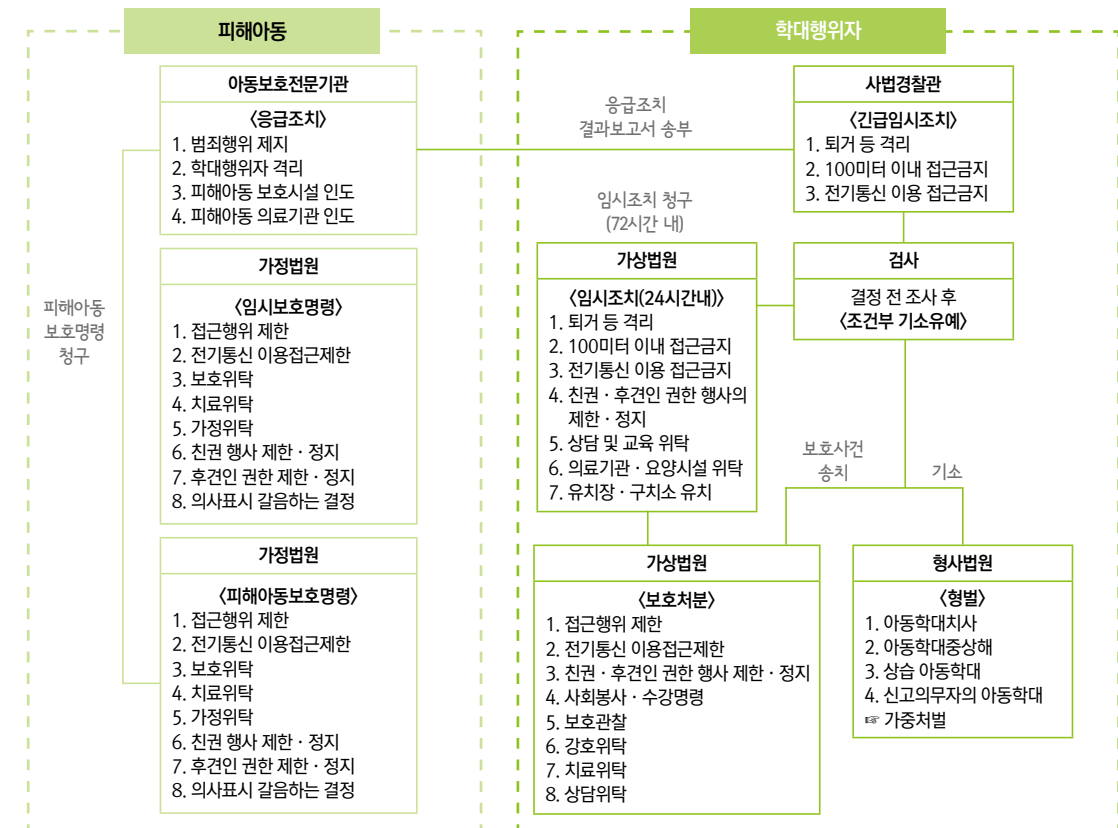 피해아동
아동보호전문기관
〈응급조치〉
1. 범죄행위 제지
2. 학대행위자 격리
3. 피해아동 보호시설 인도
4. 피해아동 의료기관 인도
가정법원
〈임시보호명령〉
1. 접근행위 제한
2. 전기통신 이용접근제한
3. 보호위탁
4. 치료위탁
5. 가정위탁
6. 친권 행사 제한 · 정지
7. 후견인 권한 제한 · 정지
8. 의사표시 갈음하는 결정
피해아동
보호명령
청구
가정법원
〈피해아동보호명령〉
1. 접근행위 제한
2. 전기통신 이용접근제한
3. 보호위탁
4. 치료위탁
5. 가정위탁
6. 친권 행사 제한 · 정지
7. 후견인 권한 제한 · 정지
8. 의사표시 갈음하는 결정
학대행위자
응급조치
결과보고서 송부
사법경찰관
〈긴급임시조치〉
1. 퇴거 등 격리
2. 100미터 이내 접근금지
3. 전기통신 이용 접근금지
임시조치 청구
(72시간 내)
가상법원
〈임시조치(24시간내)〉
1. 퇴거 등 격리
2. 100미터 이내 접근금지
3. 전기통신 이용 접근금지
4. 친권 · 후견인 권한 행사의
제한 · 정지
5. 상담 및 교육 위탁
6. 의료기관 · 요양시설 위탁
7. 유치장 · 구치소 유치
검사
결정 전 조사 후
〈조건부 기소유예〉
보호사건
송치
기소
가상법원
〈보호처분〉
1. 접근행위 제한
2. 전기통신 이용접근제한
3. 친권 · 후견인 권한 행사 제한 · 정지
4. 사회봉사 · 수강명령
5. 보호관찰
6. 강호위탁
7. 치료위탁
8. 상담위탁
형사법원
〈형벌〉
1. 아동학대치사
2. 아동학대중상해
3. 상습 아동학대
4. 신고의무자의 아동학대
☞ 가중처벌